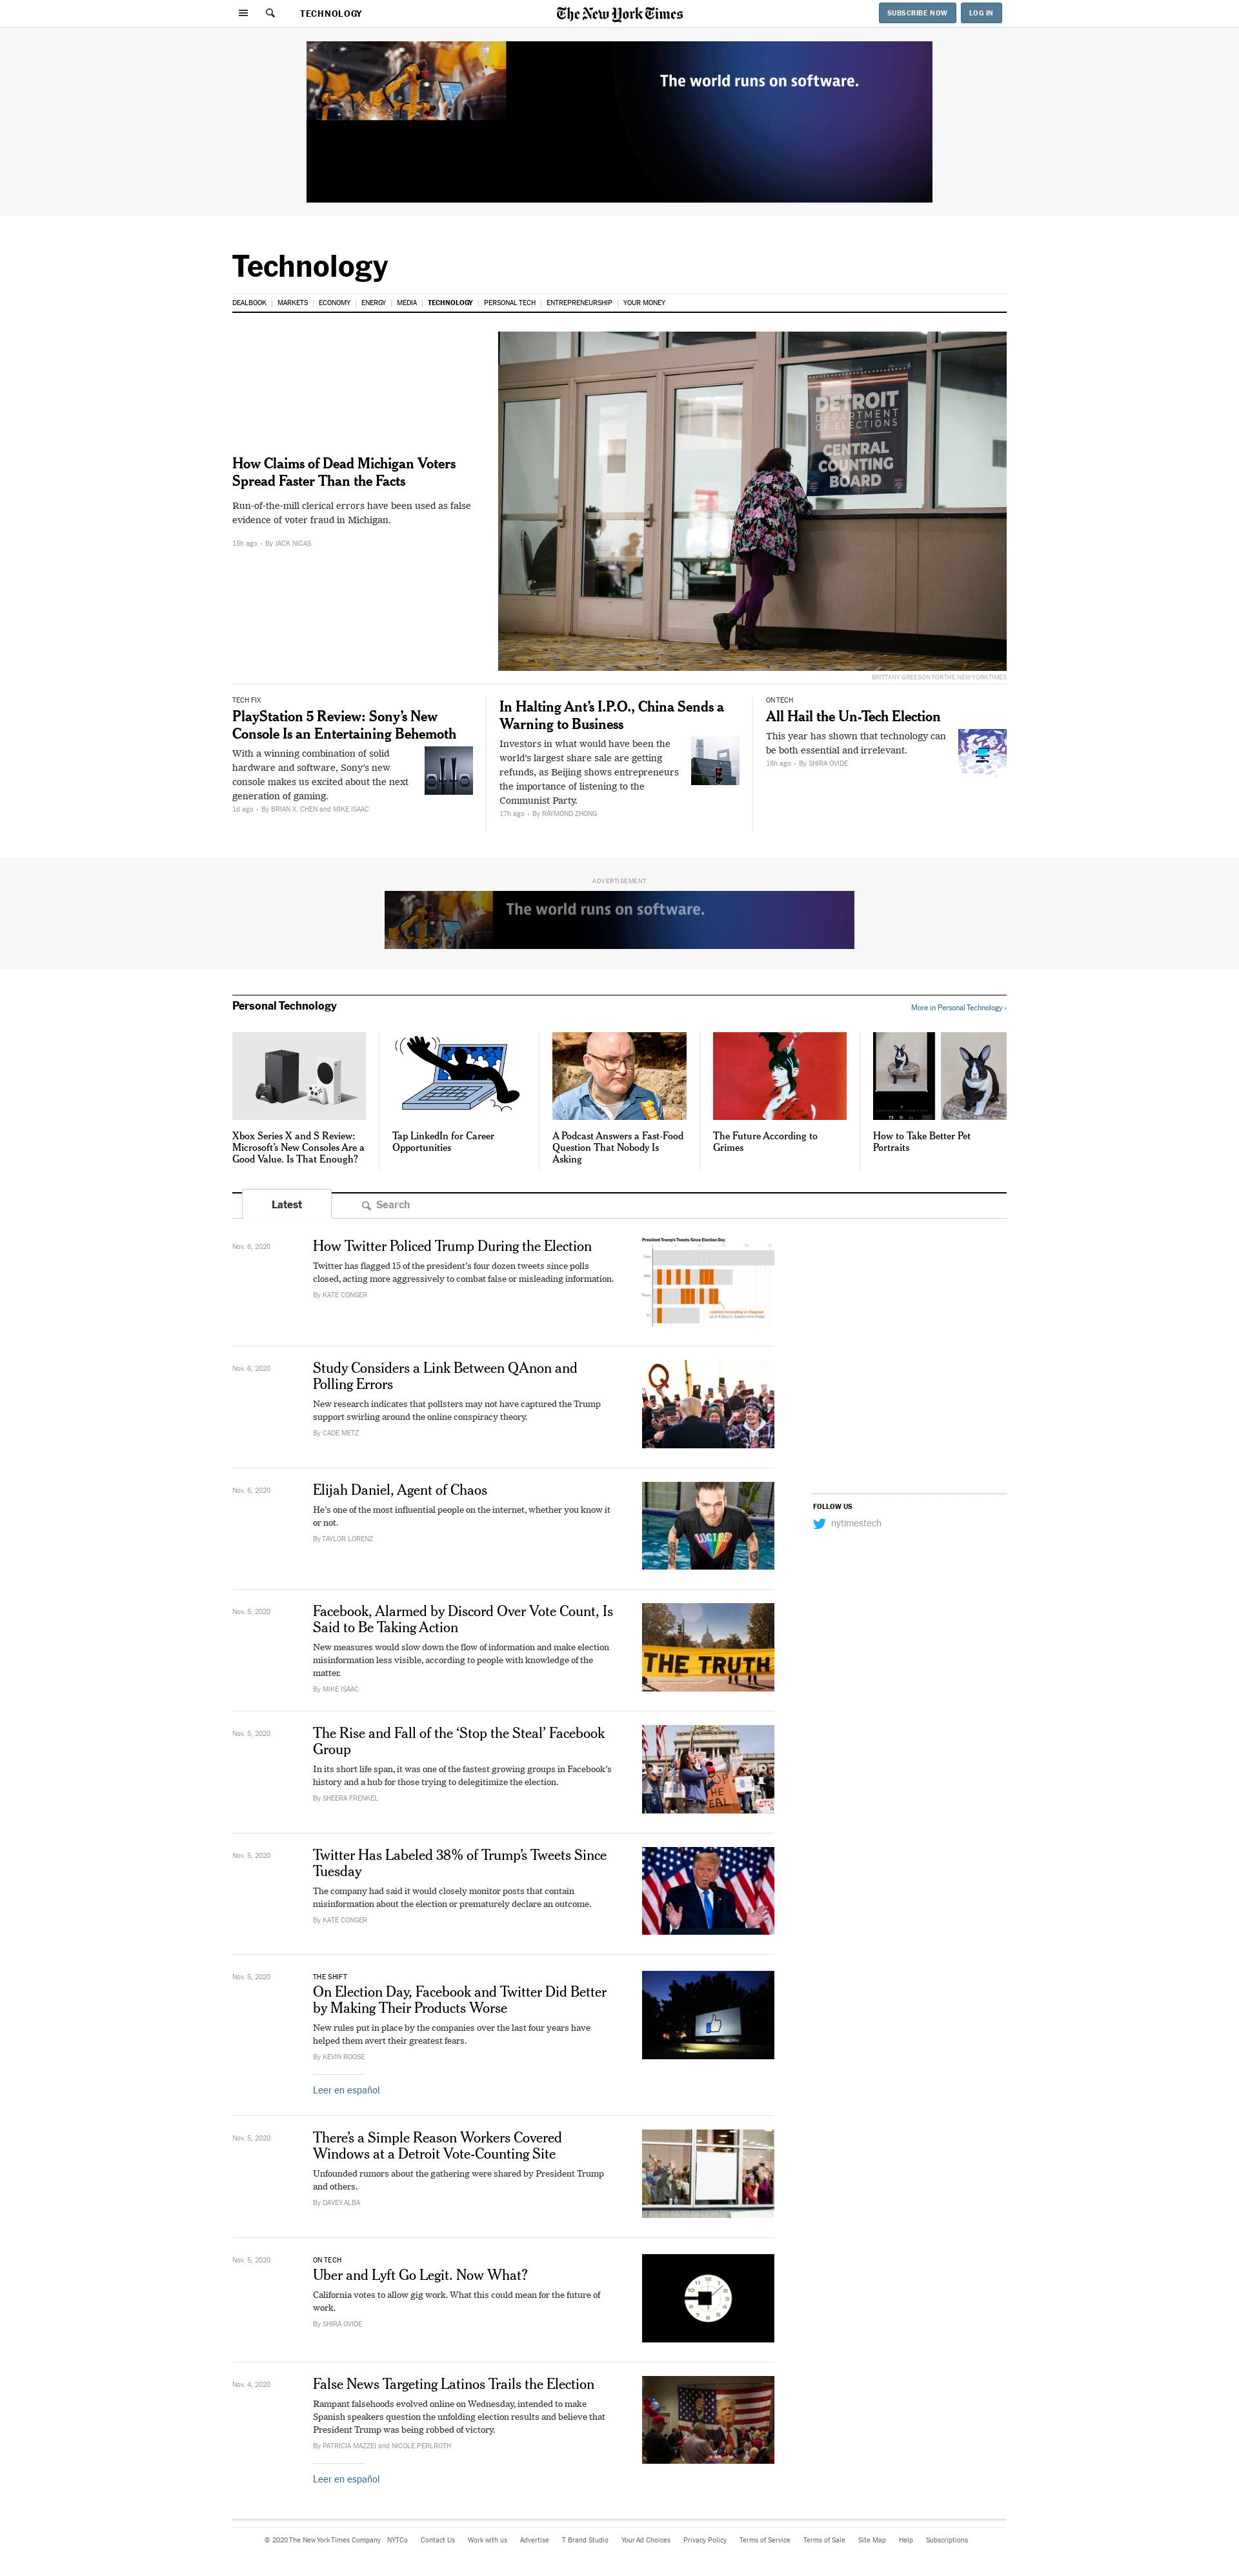 TECHNOLOGY
The New York Times
SUBSCRIBE NOW
LOG IN
The world runs on software.
Technology
DEALBOOK | MARKETS | ECONOMY | ENERGY | MEDIA | TECHNOLOGY | PERSONAL TECH | ENTREPRENEURSHIP | YOUR MONEY
How Claims of Dead Michigan Voters
Spread Faster Than the Facts
Run-of-the-mill clerical errors have been used as false
evidence of voter fraud in Michigan.
15h ago • By JACK NICAS
DETROIT
DEPARTMENT
OF ELECTIONS
CENTRAL
COUNTING
BOARD
BRITTANY GREESON FOR THE NEW YORK TIMES
TECH FIX
PlayStation 5 Review: Sony’s New
Console Is an Entertaining Behemoth
With a winning combination of solid
hardware and software, Sony’s new
console makes us excited about the next
generation of gaming.
1d ago • By BRIAN X. CHEN and MIKE ISAAC
In Halting Ant’s I.P.O., China Sends a
Warning to Business
Investors in what would have been the
world’s largest share sale are getting
refunds, as Beijing shows entrepreneurs
the importance of listening to the
Communist Party.
17h ago • By RAYMOND ZHONG
ON TECH
All Hail the Un-Tech Election
This year has shown that technology can
be both essential and irrelevant.
16h ago • By SHIRA OVIDE
ADVERTISEMENT
The world runs on software.
Personal Technology
More in Personal Technology ›
Xbox Series X and S Review:
Microsoft’s New Consoles Are a
Good Value. Is That Enough?
Tap LinkedIn for Career
Opportunities
A Podcast Answers a Fast-Food
Question That Nobody Is
Asking
The Future According to
Grimes
How to Take Better Pet
Portraits
Latest
Search
Nov. 6, 2020
How Twitter Policed Trump During the Election
Twitter has flagged 15 of the president’s four dozen tweets since polls
closed, acting more aggressively to combat false or misleading information.
By KATE CONGER
President Trump’s Tweets Since Election Day
Nov. 6, 2020
Study Considers a Link Between QAnon and
Polling Errors
New research indicates that pollsters may not have captured the Trump
support swirling around the online conspiracy theory.
By CADE METZ
Q
Nov. 6, 2020
Elijah Daniel, Agent of Chaos
He’s one of the most influential people on the internet, whether you know it
or not.
By TAYLOR LORENZ
FOLLOW US
nytimestech
Nov. 5, 2020
Facebook, Alarmed by Discord Over Vote Count, Is
Said to Be Taking Action
New measures would slow down the flow of information and make election
misinformation less visible, according to people with knowledge of the
matter.
By MIKE ISAAC
THE TRUTH
Nov. 5, 2020
The Rise and Fall of the ‘Stop the Steal’ Facebook
Group
In its short life span, it was one of the fastest growing groups in Facebook’s
history and a hub for those trying to delegitimize the election.
By SHEERA FRENKEL
Nov. 5, 2020
Twitter Has Labeled 38% of Trump’s Tweets Since
Tuesday
The company had said it would closely monitor posts that contain
misinformation about the election or prematurely declare an outcome.
By KATE CONGER
Nov. 5, 2020
THE SHIFT
On Election Day, Facebook and Twitter Did Better
by Making Their Products Worse
New rules put in place by the companies over the last four years have
helped them avert their greatest fears.
By KEVIN ROOSE
Leer en español
Nov. 5, 2020
There’s a Simple Reason Workers Covered
Windows at a Detroit Vote-Counting Site
Unfounded rumors about the gathering were shared by President Trump
and others.
By DAVEY ALBA
Nov. 5, 2020
ON TECH
Uber and Lyft Go Legit. Now What?
California votes to allow gig work. What this could mean for the future of
work.
By SHIRA OVIDE
Nov. 4, 2020
False News Targeting Latinos Trails the Election
Rampant falsehoods evolved online on Wednesday, intended to make
Spanish speakers question the unfolding election results and believe that
President Trump was being robbed of victory.
By PATRICIA MAZZEI and NICOLE PERLROTH
Leer en español
© 2020 The New York Times Company NYTCo Contact Us Work with us Advertise T Brand Studio Your Ad Choices Privacy Policy Terms of Service Terms of Sale Site Map Help Subscriptions